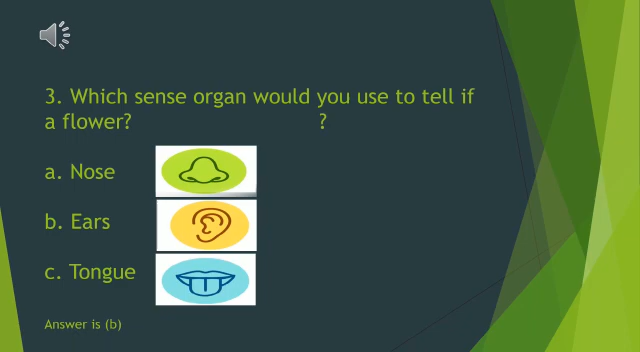 3. Which sense organ would you use to tell if
a flower? ?
a. Nose
b. Ears
c. Tongue
Answer is (b)